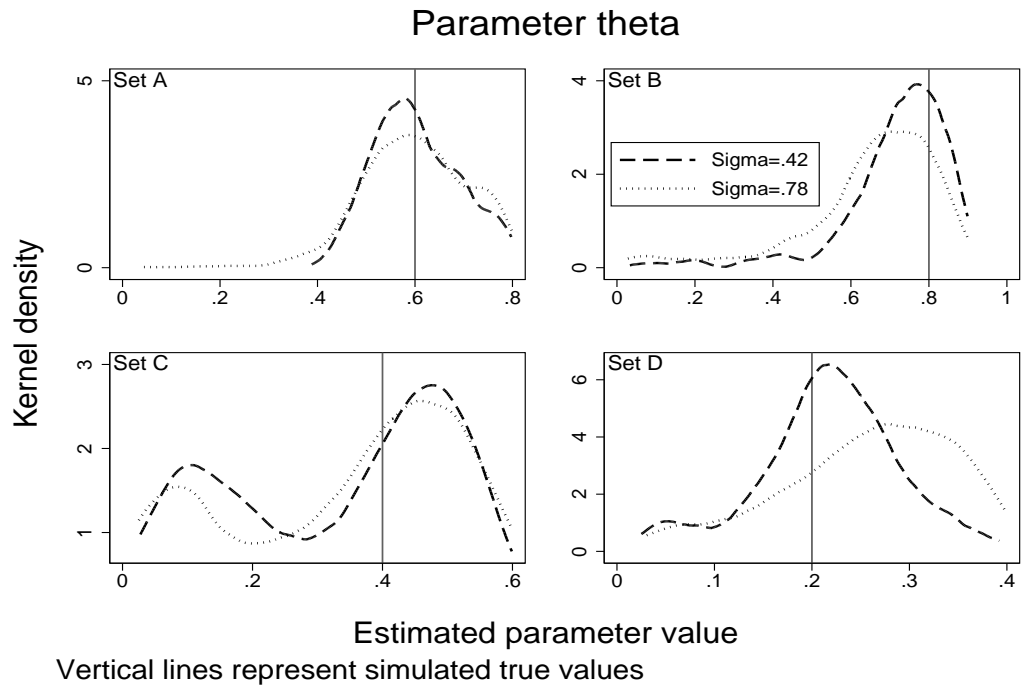 Parameter theta
Kernel density
Set A
5
0
0 .2 .4 .6 .8
Set B
4
2
0
Sigma=.42
Sigma=.78
0 .2 .4 .6 .8 1
Set C
3
2
1
0 .2 .4 .6
Set D
6
4
2
0
0 .1 .2 .3 .4
Estimated parameter value
Vertical lines represent simulated true values